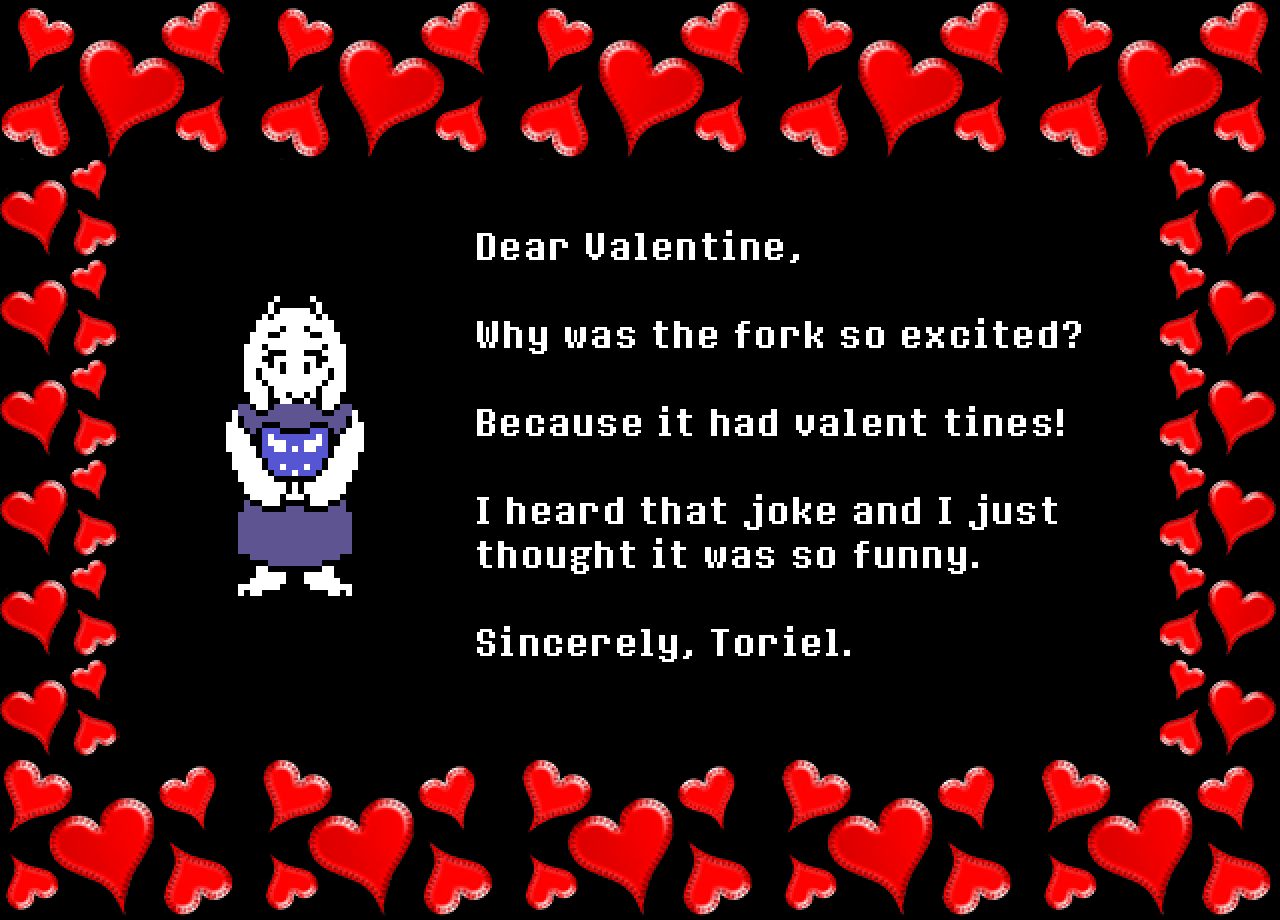 Dear Valentine,
Why was the fork so excited?
Because it had valent tines!
I heard that joke and I just
thought it was so funny.
Sincerely, Toriel.